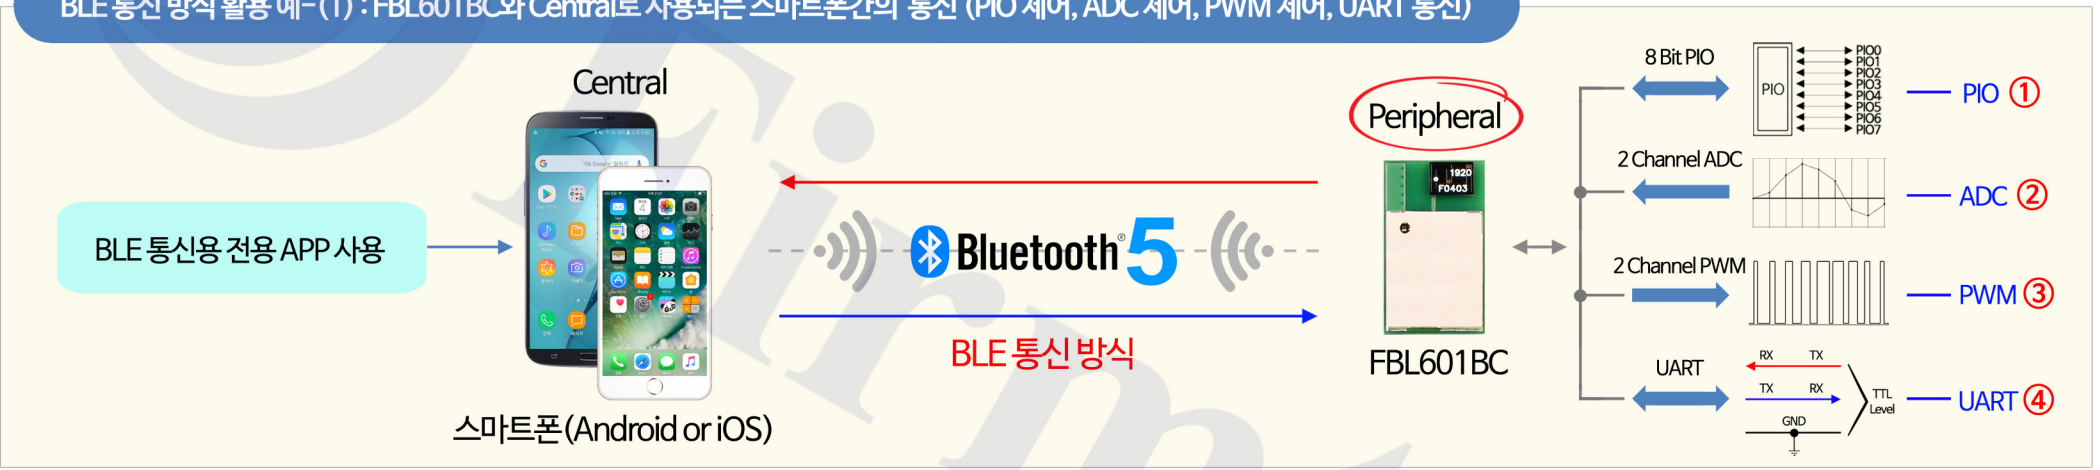 BLE 통신 방식 활용 예-(1) : FBL601BC와 Central로 사용되는 스마트폰간의 통신 (PIO 제어, ADC 제어, PWM 제어, UART 통신)
Central
BLE 통신용 전용 APP 사용
스마트폰(Android or iOS)
Bluetooth® 5
BLE 통신 방식
Peripheral
1920
F0403
FBL601BC
8 Bit PIO
PIO
PIO0
PIO1
PIO2
PIO3
PIO4
PIO5
PIO6
PIO7
PIO ①
2 Channel ADC
ADC ②
2 Channel PWM
PWM ③
UART
RX TX
TX RX
GND
TTL
Level
UART ④
Firm